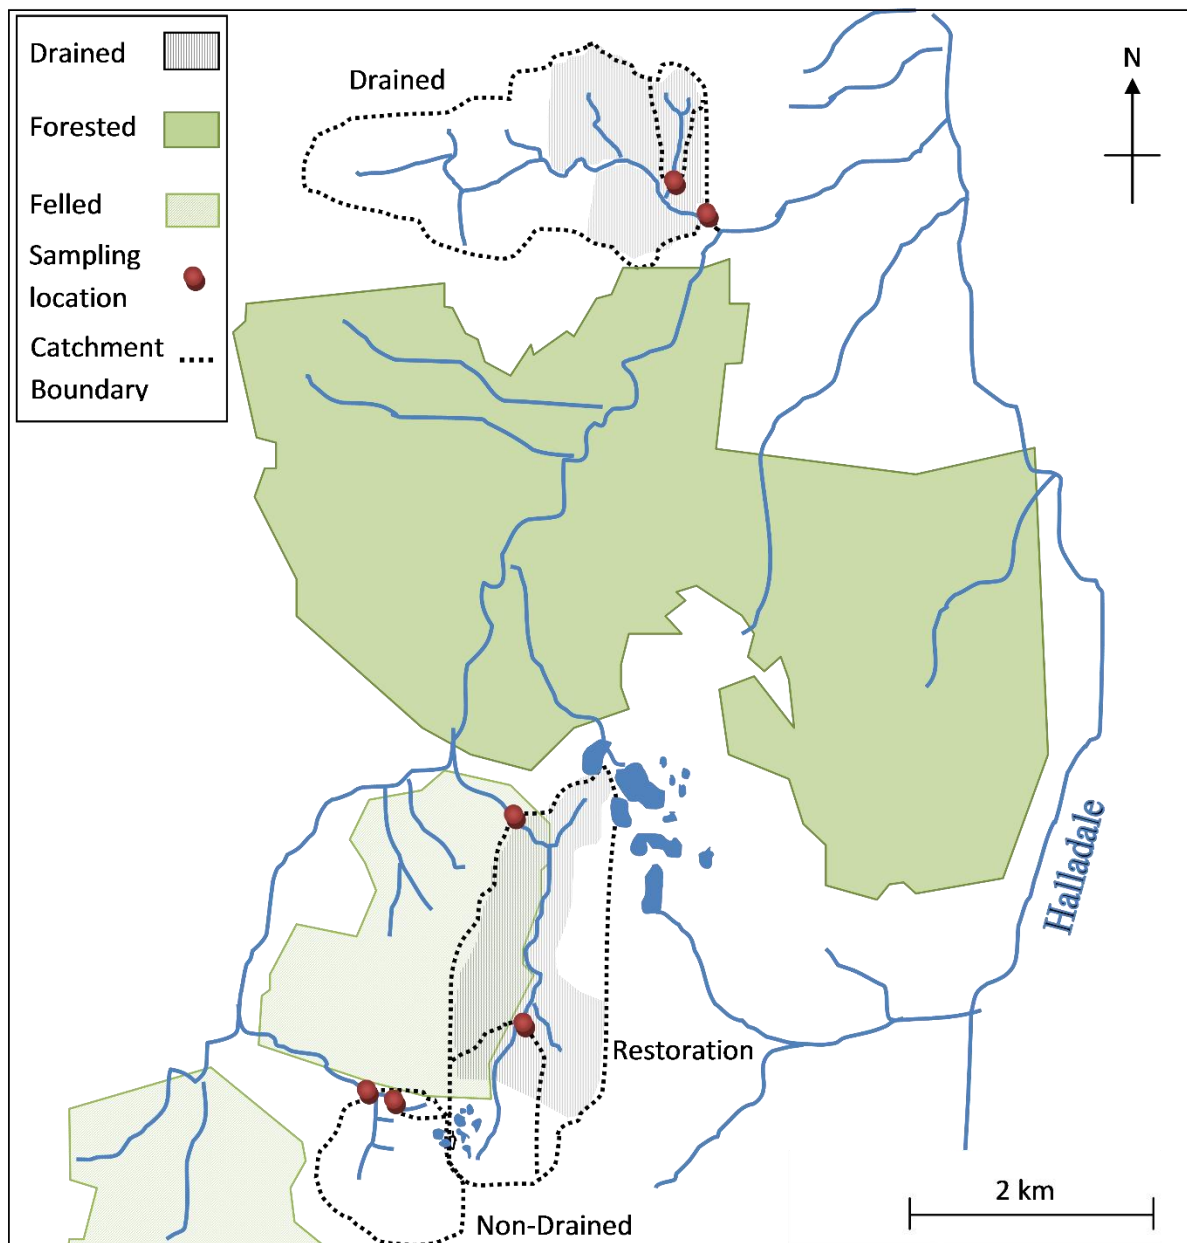 Drained
Forested
Felled
Sampling
location
Catchment
Boundary
Drained
N
Halladale
Restoration
2 km
Non-Drained